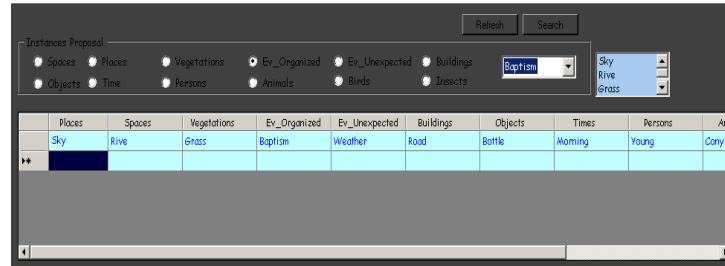 Refresh Search
Instances Proposal
Spaces Places Vegetations Ev_Organized Ev_Unexpected Buildings
Objects Time Persons Animals Birds Insects
Baptism
Sky
Rive
Grass
Places Spaces Vegetations Ev_Organized Ev_Unexpected Buildings Objects Times Persons A
Sky Rive Grass Baptism Weather Road Bottle Morning Young Cony